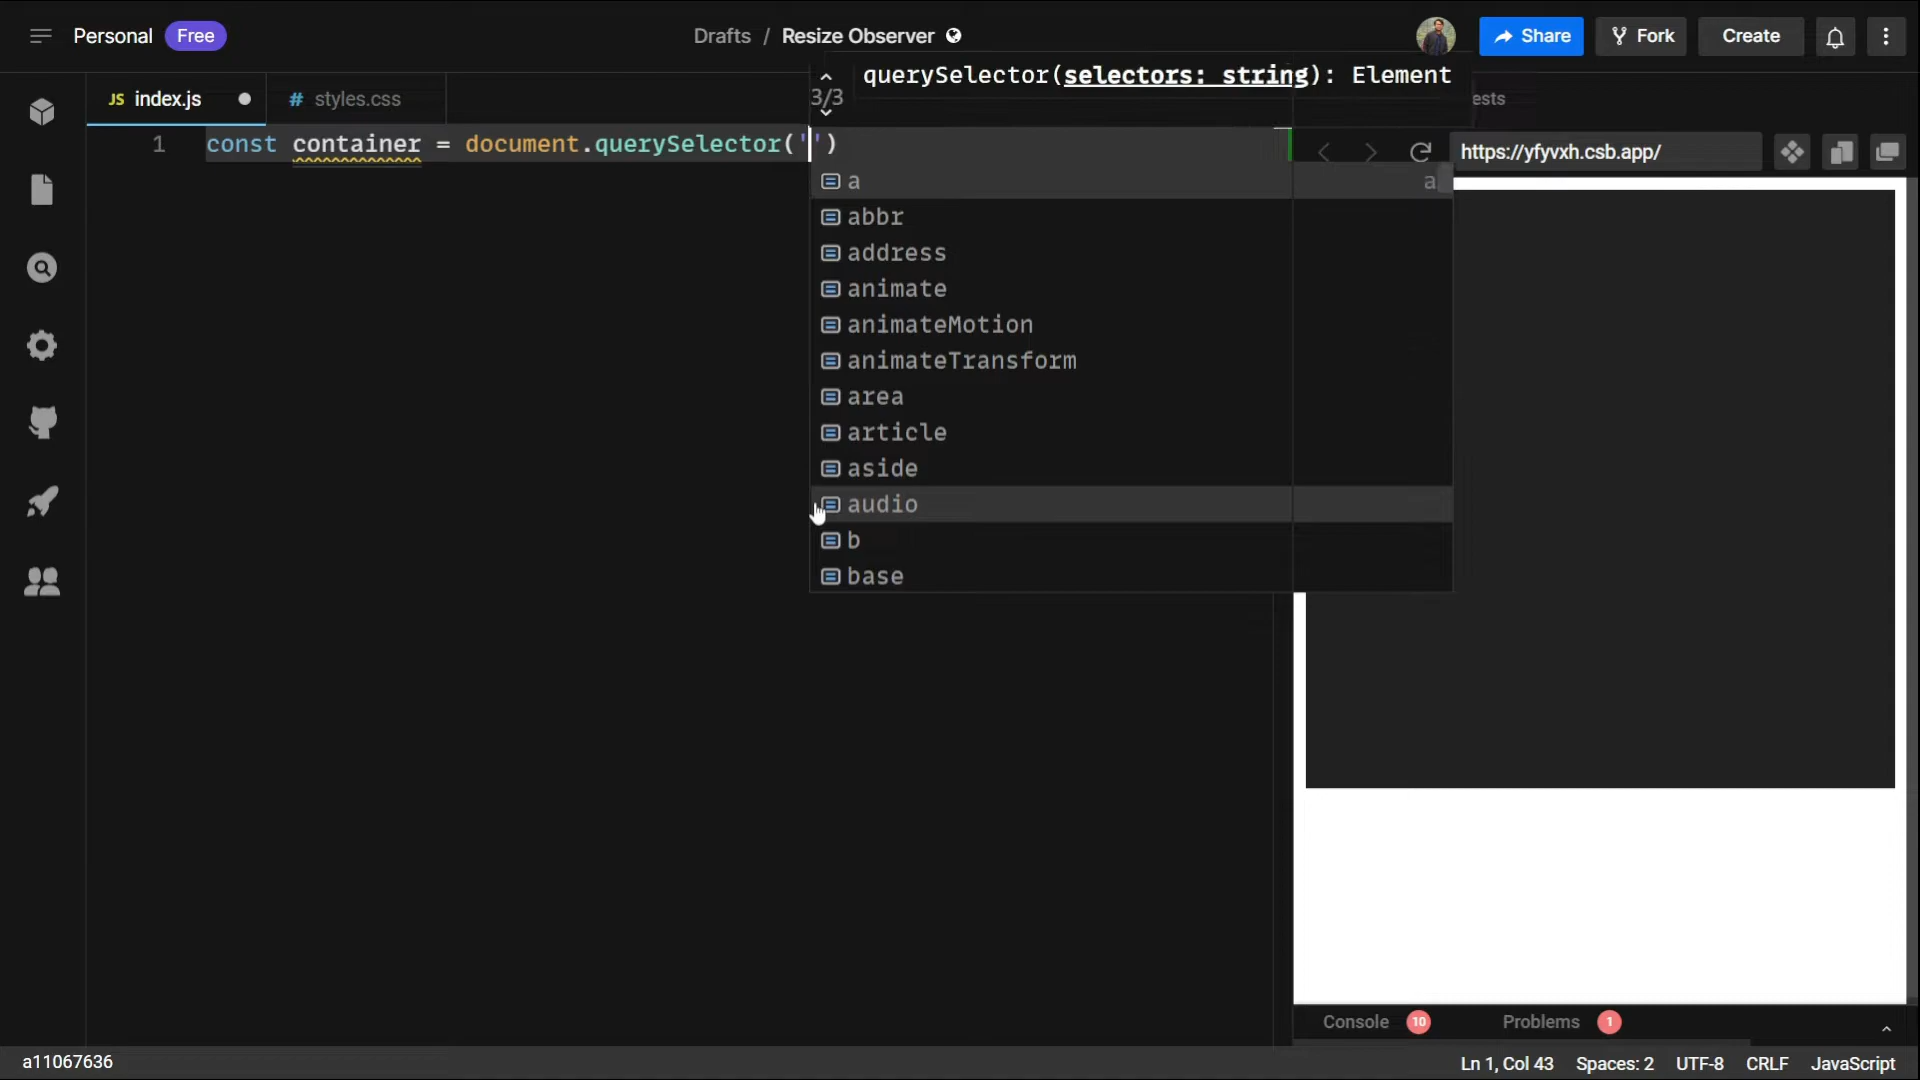 Personal Free
Drafts / Resize Observer
Share
Fork
Create
JS index.js
# styles.css
3/3
querySelector(selectors: string): Element
ests
1 const container = document.querySelector('')
https://yfyvxh.csb.app/
a a
abbr
address
animate
animateMotion
animateTransform
area
article
aside
audio
b
base
Console 10
Problems 1
a11067636
Ln 1, Col 43 Spaces: 2 UTF-8 CRLF JavaScript